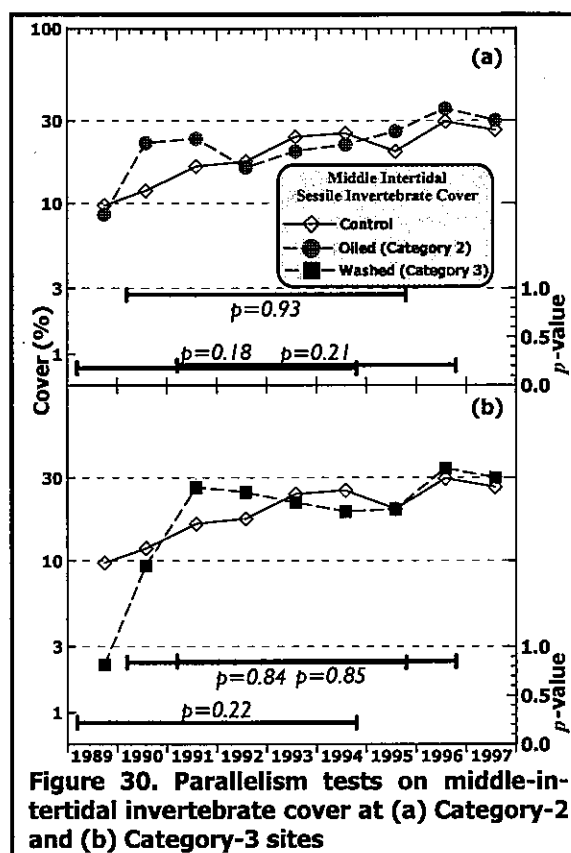 100
(a)
30
10
Middle Intertidal
Sessile Invertebrate Cover
Control
Oiled (Category 2)
Washed (Category 3)
3
1.0
p=0.93
0.5
p=0.18 p=0.21
1
0.0
Cover (%)
p-value
(b)
30
10
3
1.0
p=0.84 p=0.85
0.5
p=0.22
1
0.0
p-value
1989 1990 1991 1992 1993 1994 1995 1996 1997
Figure 30. Parallelism tests on middle-in-
tertidal invertebrate cover at (a) Category-2
and (b) Category-3 sites